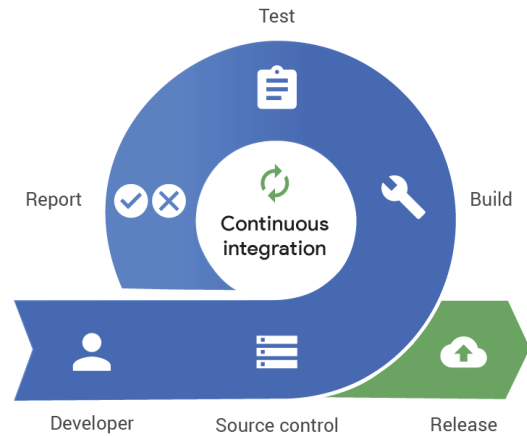 Test
Report
Continuous
integration
Build
Developer
Source control
Release